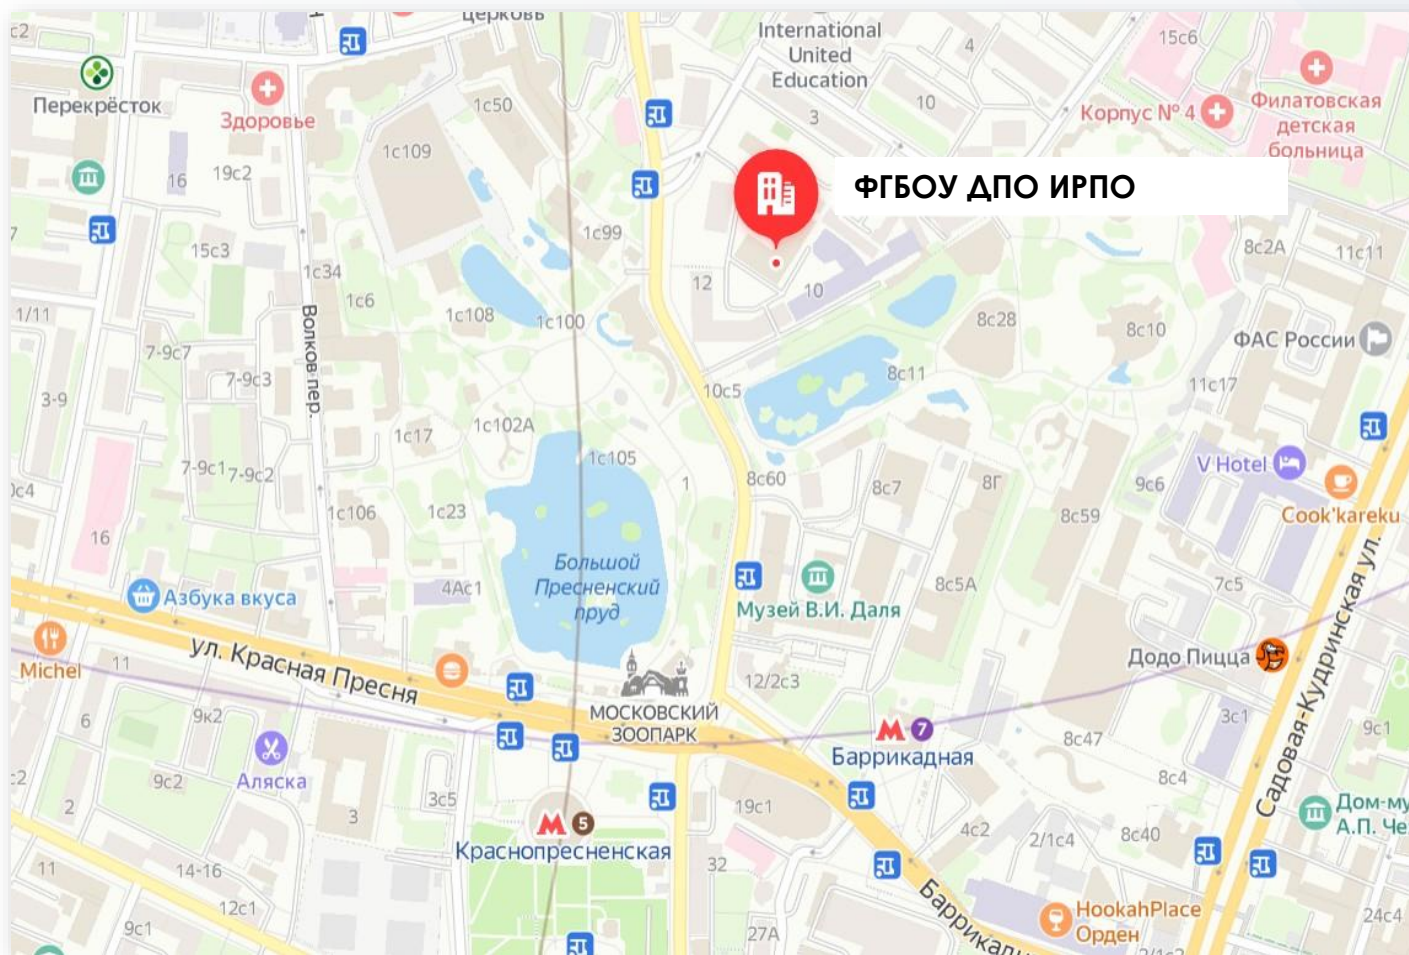 церковь
c2
International
United
Education
4
15с6
Перекрёсток
Здоровье
1с50
10
3
Корпус № 4
Филатовская
детская
больница
1с109
16
19с2
ФГБОУ ДПО ИРПО
7
15с3
1с99
8с2А
11с11
1с34
1с6
12
10
1/11
Волков пер.
1с108
1с100
8с28
8с10
ФАС России
7-9с7
7-9с3
3-9
10с5
8с11
11с17
1с17
1с102А
7-9с1
7-9с2
1с105
1
8с60
8с7
8Г
V Hotel
9с6
1с106
1с23
8с59
Cook'kareku
16
Большой
Пресненский
пруд
4Ас1
8с5А
7с5
Азбука вкуса
Музей В.И. Даля
Садовая-Кудринская ул.
Michel
11
ул. Красная Пресня
Додо Пицца
12/2с3
6
9к2
МОСКОВСКИЙ
ЗООПАРК
7
Баррикадная
3с1
9с1
8с47
Аляска
9с2
2
3с5
3
19с1
8с4
Дом-му
А.П. Че
5
Краснопресненская
4с2
2/1с4
8с40
11
14-16
32
12с1
9с1
27А
Баррикадн
HookahPlace
Орден
24с4